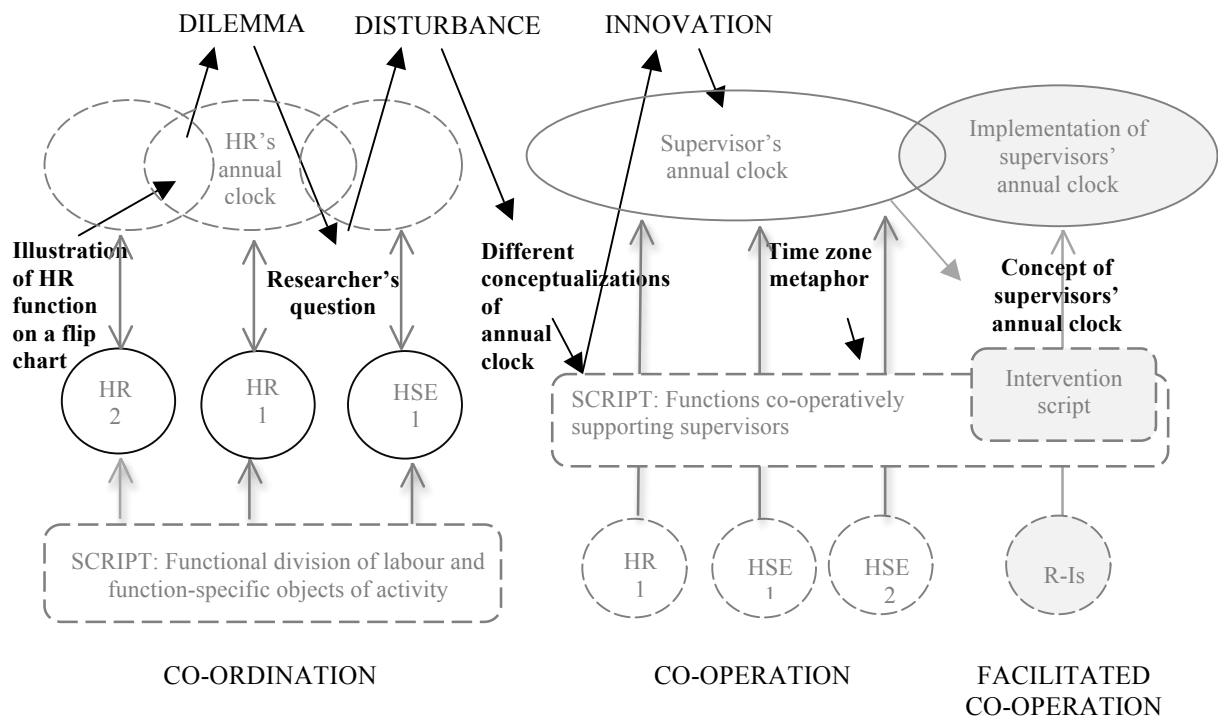 DILEMMA
DISTURBANCE
INNOVATION
HR's
annual
clock
Supervisor's
annual clock
Implementation of
supervisors'
annual clock
Illustration
of HR
function
on a flip
chart
Researcher's
question
Different
conceptualizations
of
annual
clock
Time zone
metaphor
Concept of
supervisors'
annual clock
HR
2
HR
1
HSE
1
SCRIPT: Functions co-operatively
supporting supervisors
Intervention
script
SCRIPT: Functional division of labour and
function-specific objects of activity
HR
1
HSE
1
HSE
2
R-Is
CO-ORDINATION
CO-OPERATION
FACILITATED
CO-OPERATION